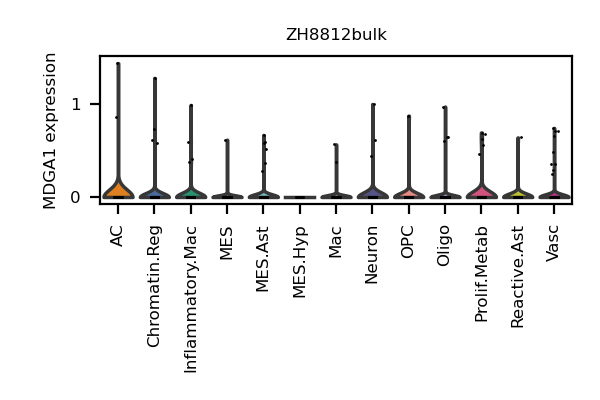 ZH8812bulk
MDGA1 expression
1
0
AC
Chromatin.Reg
Inflammatory.Mac
MES
MES.Ast
MES.Hyp
Mac
Neuron
OPC
Oligo
Prolif.Metab
Reactive.Ast
Vasc